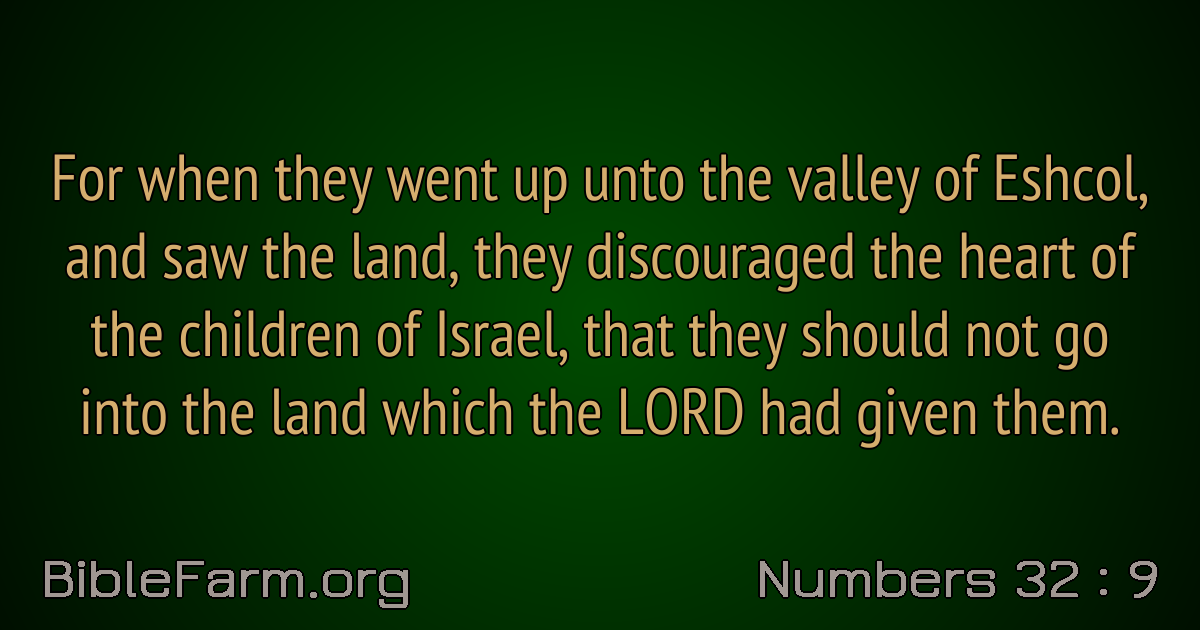 For when they went up unto the valley of Eshcol,
and saw the land, they discouraged the heart of
the children of Israel, that they should not go
into the land which the LORD had given them.
BibleFarm.org
Numbers 32 : 9